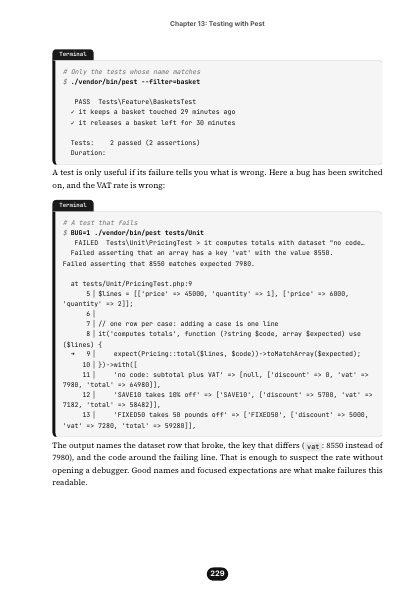 Chapter 13: Testing with Pest
Terminal
# Only the tests whose name matches
$ ./vendor/bin/pest --filter=basket
PASS  Tests\Feature\BasketsTest
✓ it keeps a basket touched 29 minutes ago
✓ it releases a basket left for 30 minutes
Tests:    2 passed (2 assertions)
Duration:
A test is only useful if its failure tells you what is wrong. Here a bug has been switched
on, and the VAT rate is wrong:
Terminal
# A test that fails
$ BUG=1 ./vendor/bin/pest tests/Unit
FAILED  Tests\Unit\PricingTest > it computes totals with dataset "no code…
Failed asserting that an array has a key 'vat' with the value 8550.
Failed asserting that 8550 matches expected 7980.
at tests/Unit/PricingTest.php:9
5| $lines = [['price' => 45000, 'quantity' => 1], ['price' => 6000,
'quantity' => 2]];
6|
7| // one row per case: adding a case is one line
8| it('computes totals', function (?string $code, array $expected) use
($lines) {
➜   9|     expect(Pricing::total($lines, $code))->toMatchArray($expected);
10| })->with([
11|     'no code: subtotal plus VAT' => [null, ['discount' => 0, 'vat' =>
7980, 'total' => 64980]],
12|     'SAVE10 takes 10% off' => ['SAVE10', ['discount' => 5700, 'vat' =>
7182, 'total' => 58482]],
13|     'FIXED50 takes 50 pounds off' => ['FIXED50', ['discount' => 5000,
'vat' => 7280, 'total' => 59280]],
The output names the dataset row that broke, the key that differs (vat: 8550 instead of
7980), and the code around the failing line. That is enough to suspect the rate without
opening a debugger. Good names and focused expectations are what make failures this
readable.
229